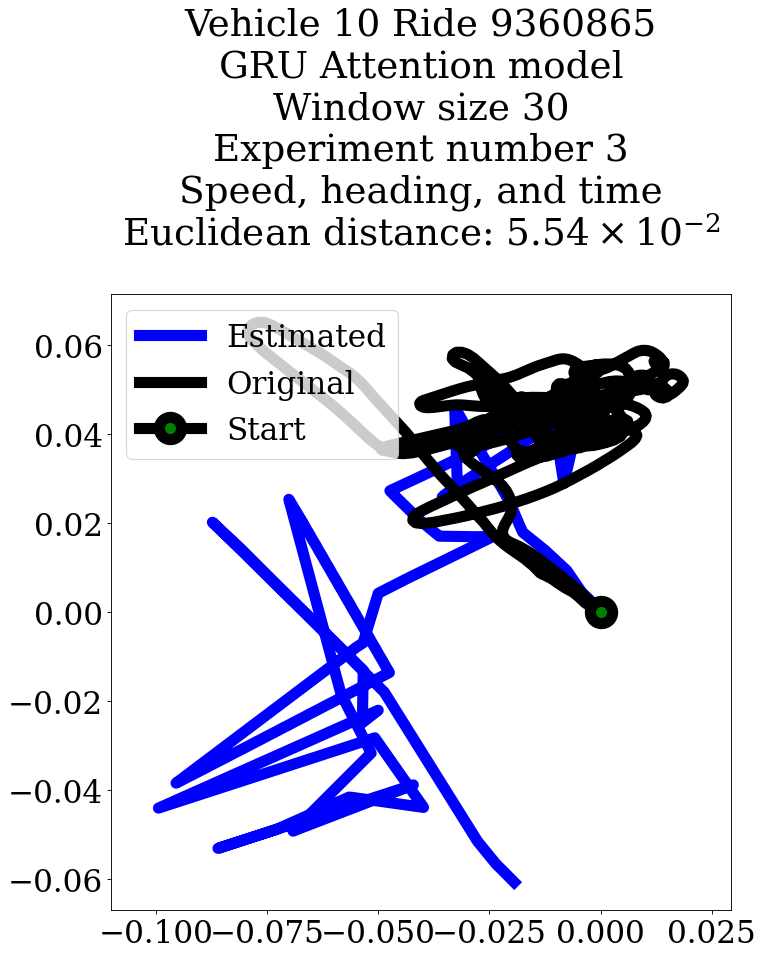 Vehicle 10 Ride 9360865
GRU Attention model
Window size 30
Experiment number 3
Speed, heading, and time
Euclidean distance: 5.54 × 10⁻²
Estimated
Original
Start
0.06
0.04
0.02
0.00
−0.02
−0.04
−0.06
−0.100 −0.075 −0.050 −0.025 0.000 0.025